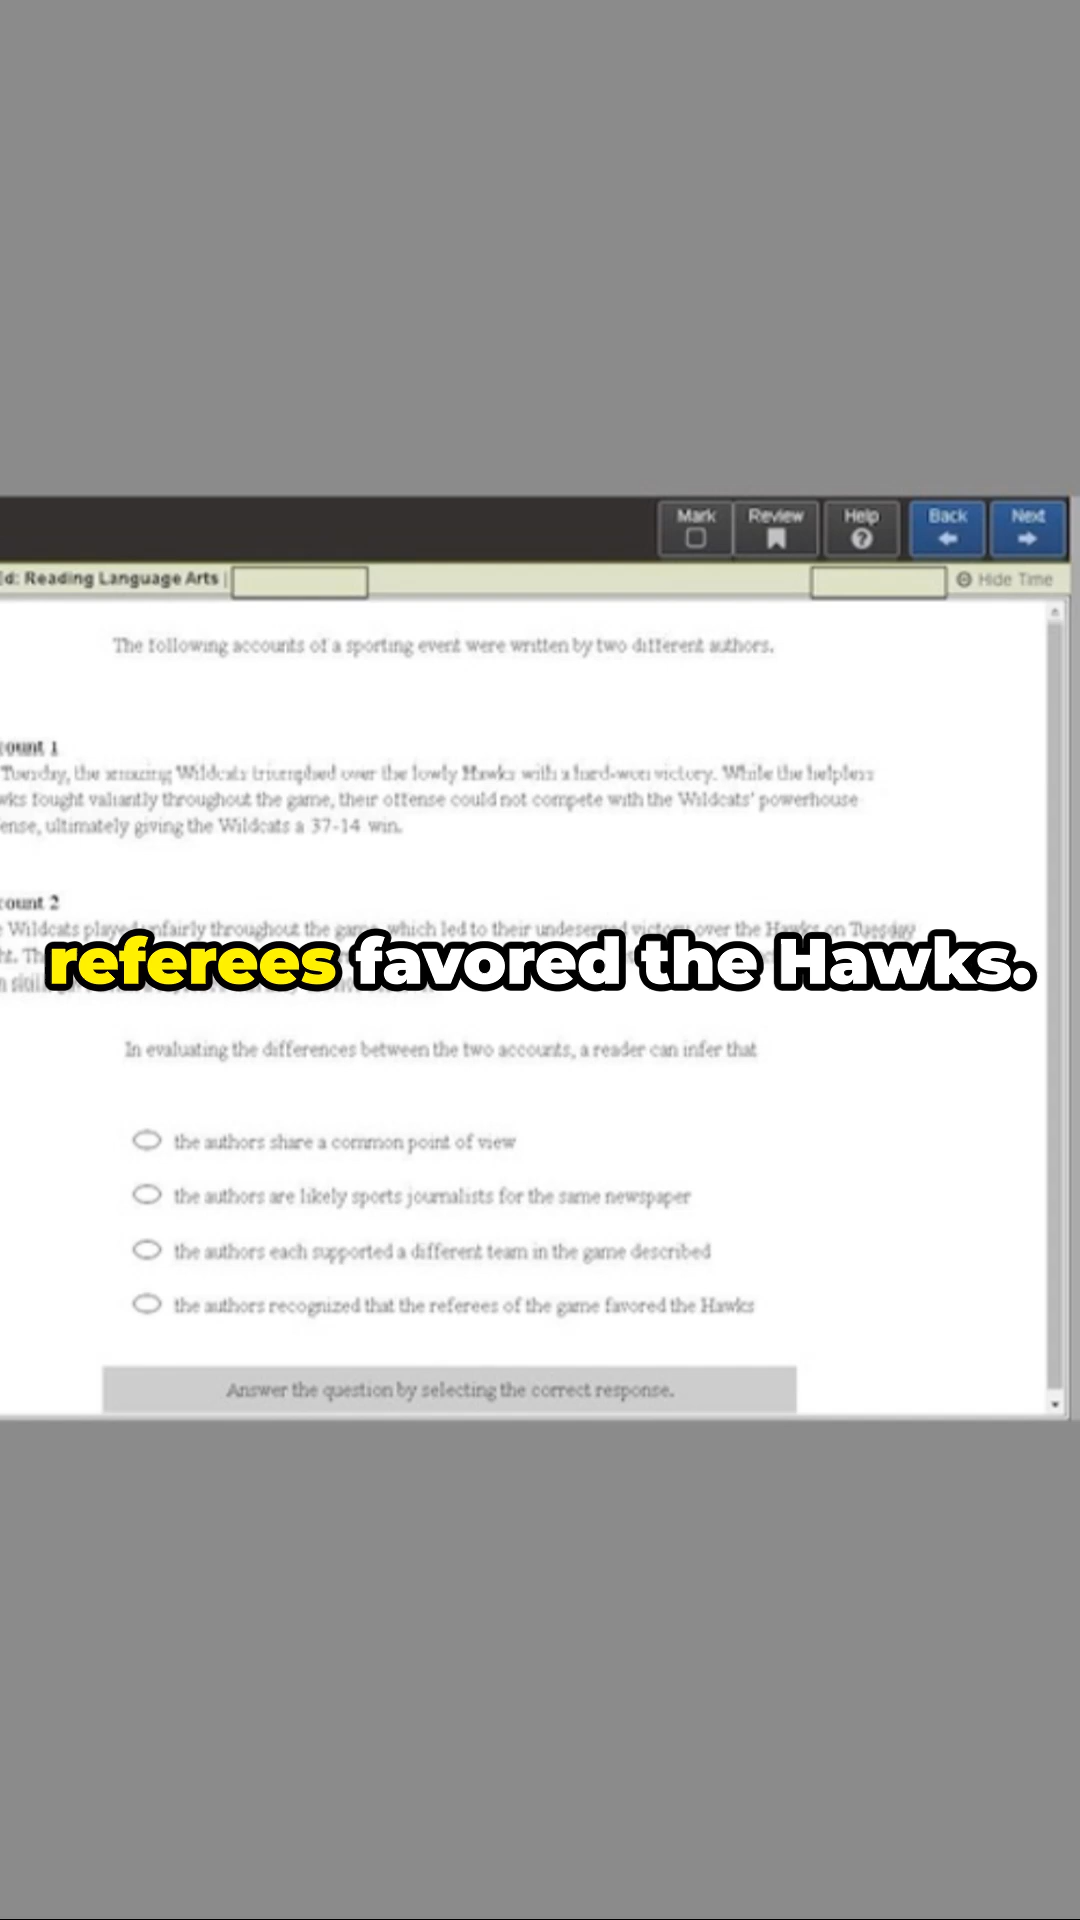 Mark Review Help Back Next
Ed: Reading Language Arts | Hide Time
The following accounts of a sporting event were written by two different authors.
count 1
Tuesday, the amazing Wildcats triumphed over the lowly Hawks with a hard-won victory. While the helpless
wks fought valiantly throughout the game, their offense could not compete with the Wildcats' powerhouse
ense, ultimately giving the Wildcats a 37-14 win.
count 2
Wildcats played unfairly throughout the game, which led to their undeserved victory over the Hawks on Tuesday
ht. Th
referees favored the Hawks.
n skill
In evaluating the differences between the two accounts, a reader can infer that
the authors share a common point of view
the authors are likely sports journalists for the same newspaper
the authors each supported a different team in the game described
the authors recognized that the referees of the game favored the Hawks
Answer the question by selecting the correct response.